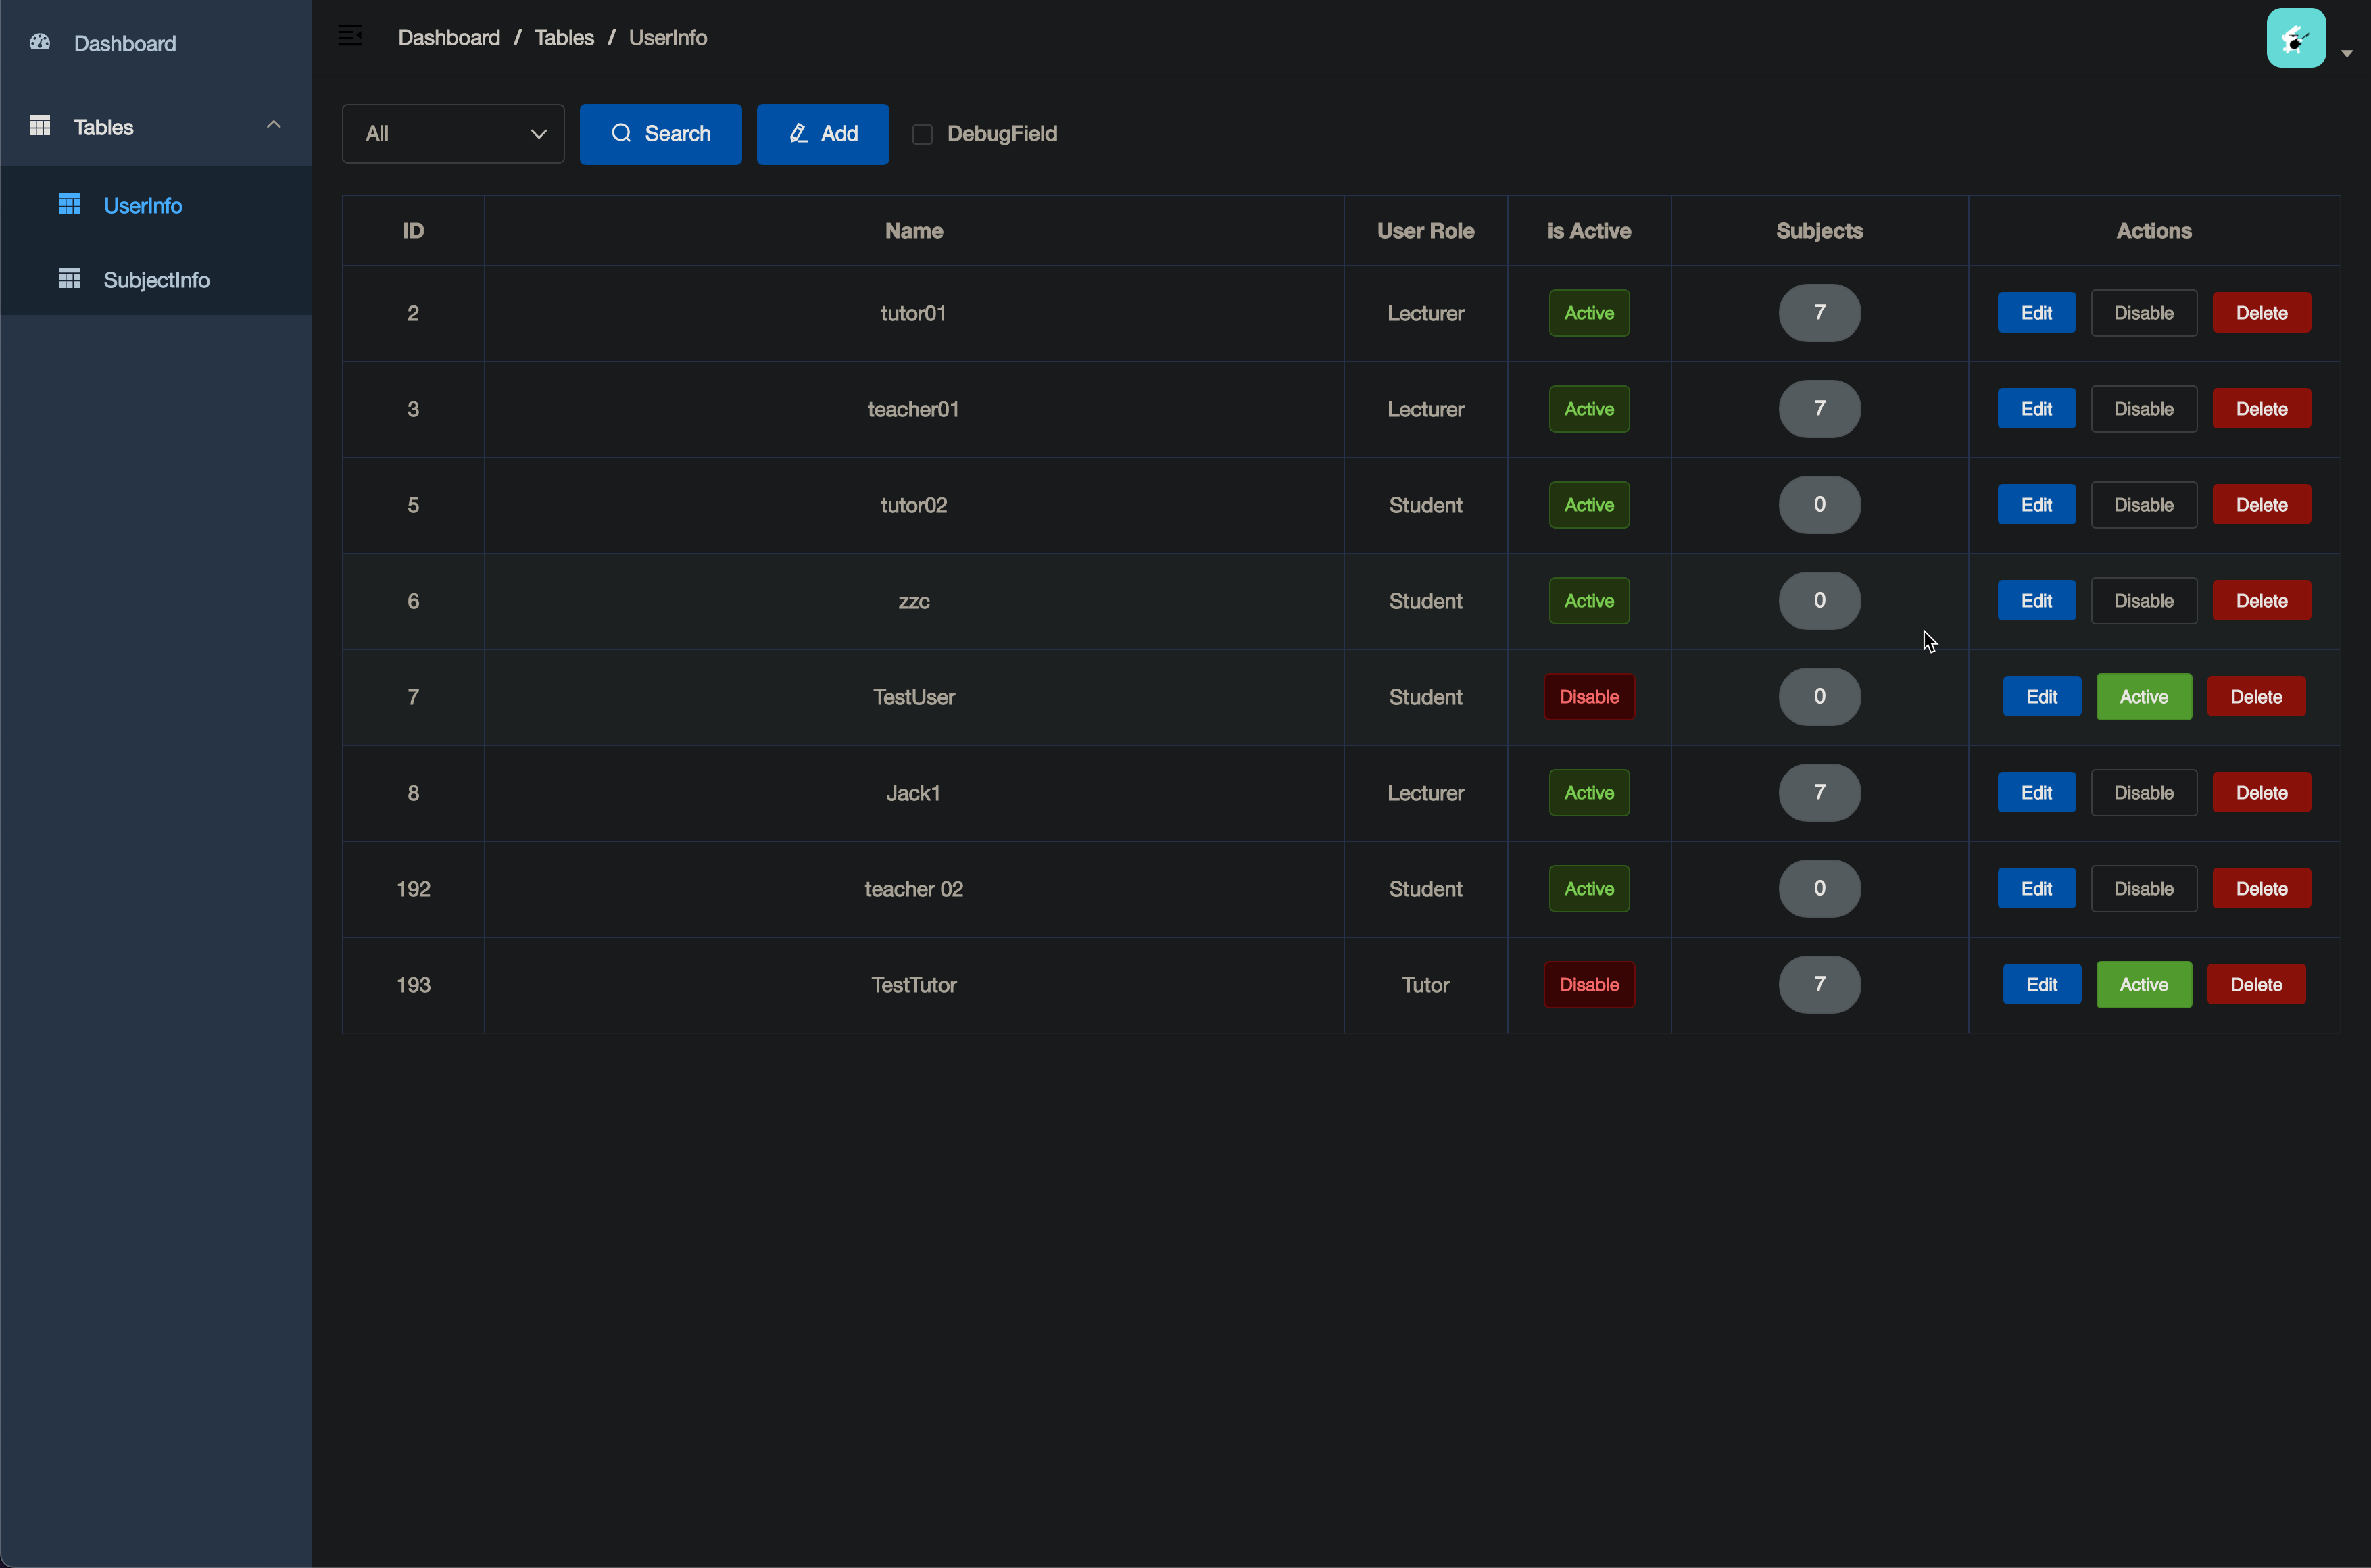 Dashboard
Tables
UserInfo
SubjectInfo
Dashboard / Tables / UserInfo
All Search Add DebugField
ID Name User Role is Active Subjects Actions
2 tutor01 Lecturer Active 7 Edit Disable Delete
3 teacher01 Lecturer Active 7 Edit Disable Delete
5 tutor02 Student Active 0 Edit Disable Delete
6 zzc Student Active 0 Edit Disable Delete
7 TestUser Student Disable 0 Edit Active Delete
8 Jack1 Lecturer Active 7 Edit Disable Delete
192 teacher 02 Student Active 0 Edit Disable Delete
193 TestTutor Tutor Disable 7 Edit Active Delete